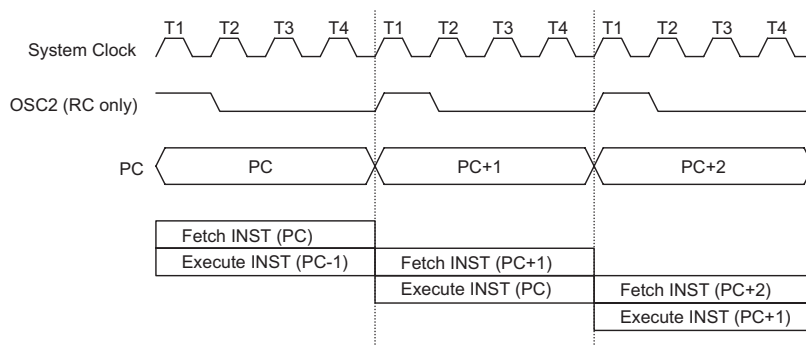 T1 T2 T3 T4 T1 T2 T3 T4 T1 T2 T3 T4
System Clock
OSC2 (RC only)
PC PC PC+1 PC+2
Fetch INST (PC)
Execute INST (PC-1) Fetch INST (PC+1)
Execute INST (PC) Fetch INST (PC+2)
Execute INST (PC+1)